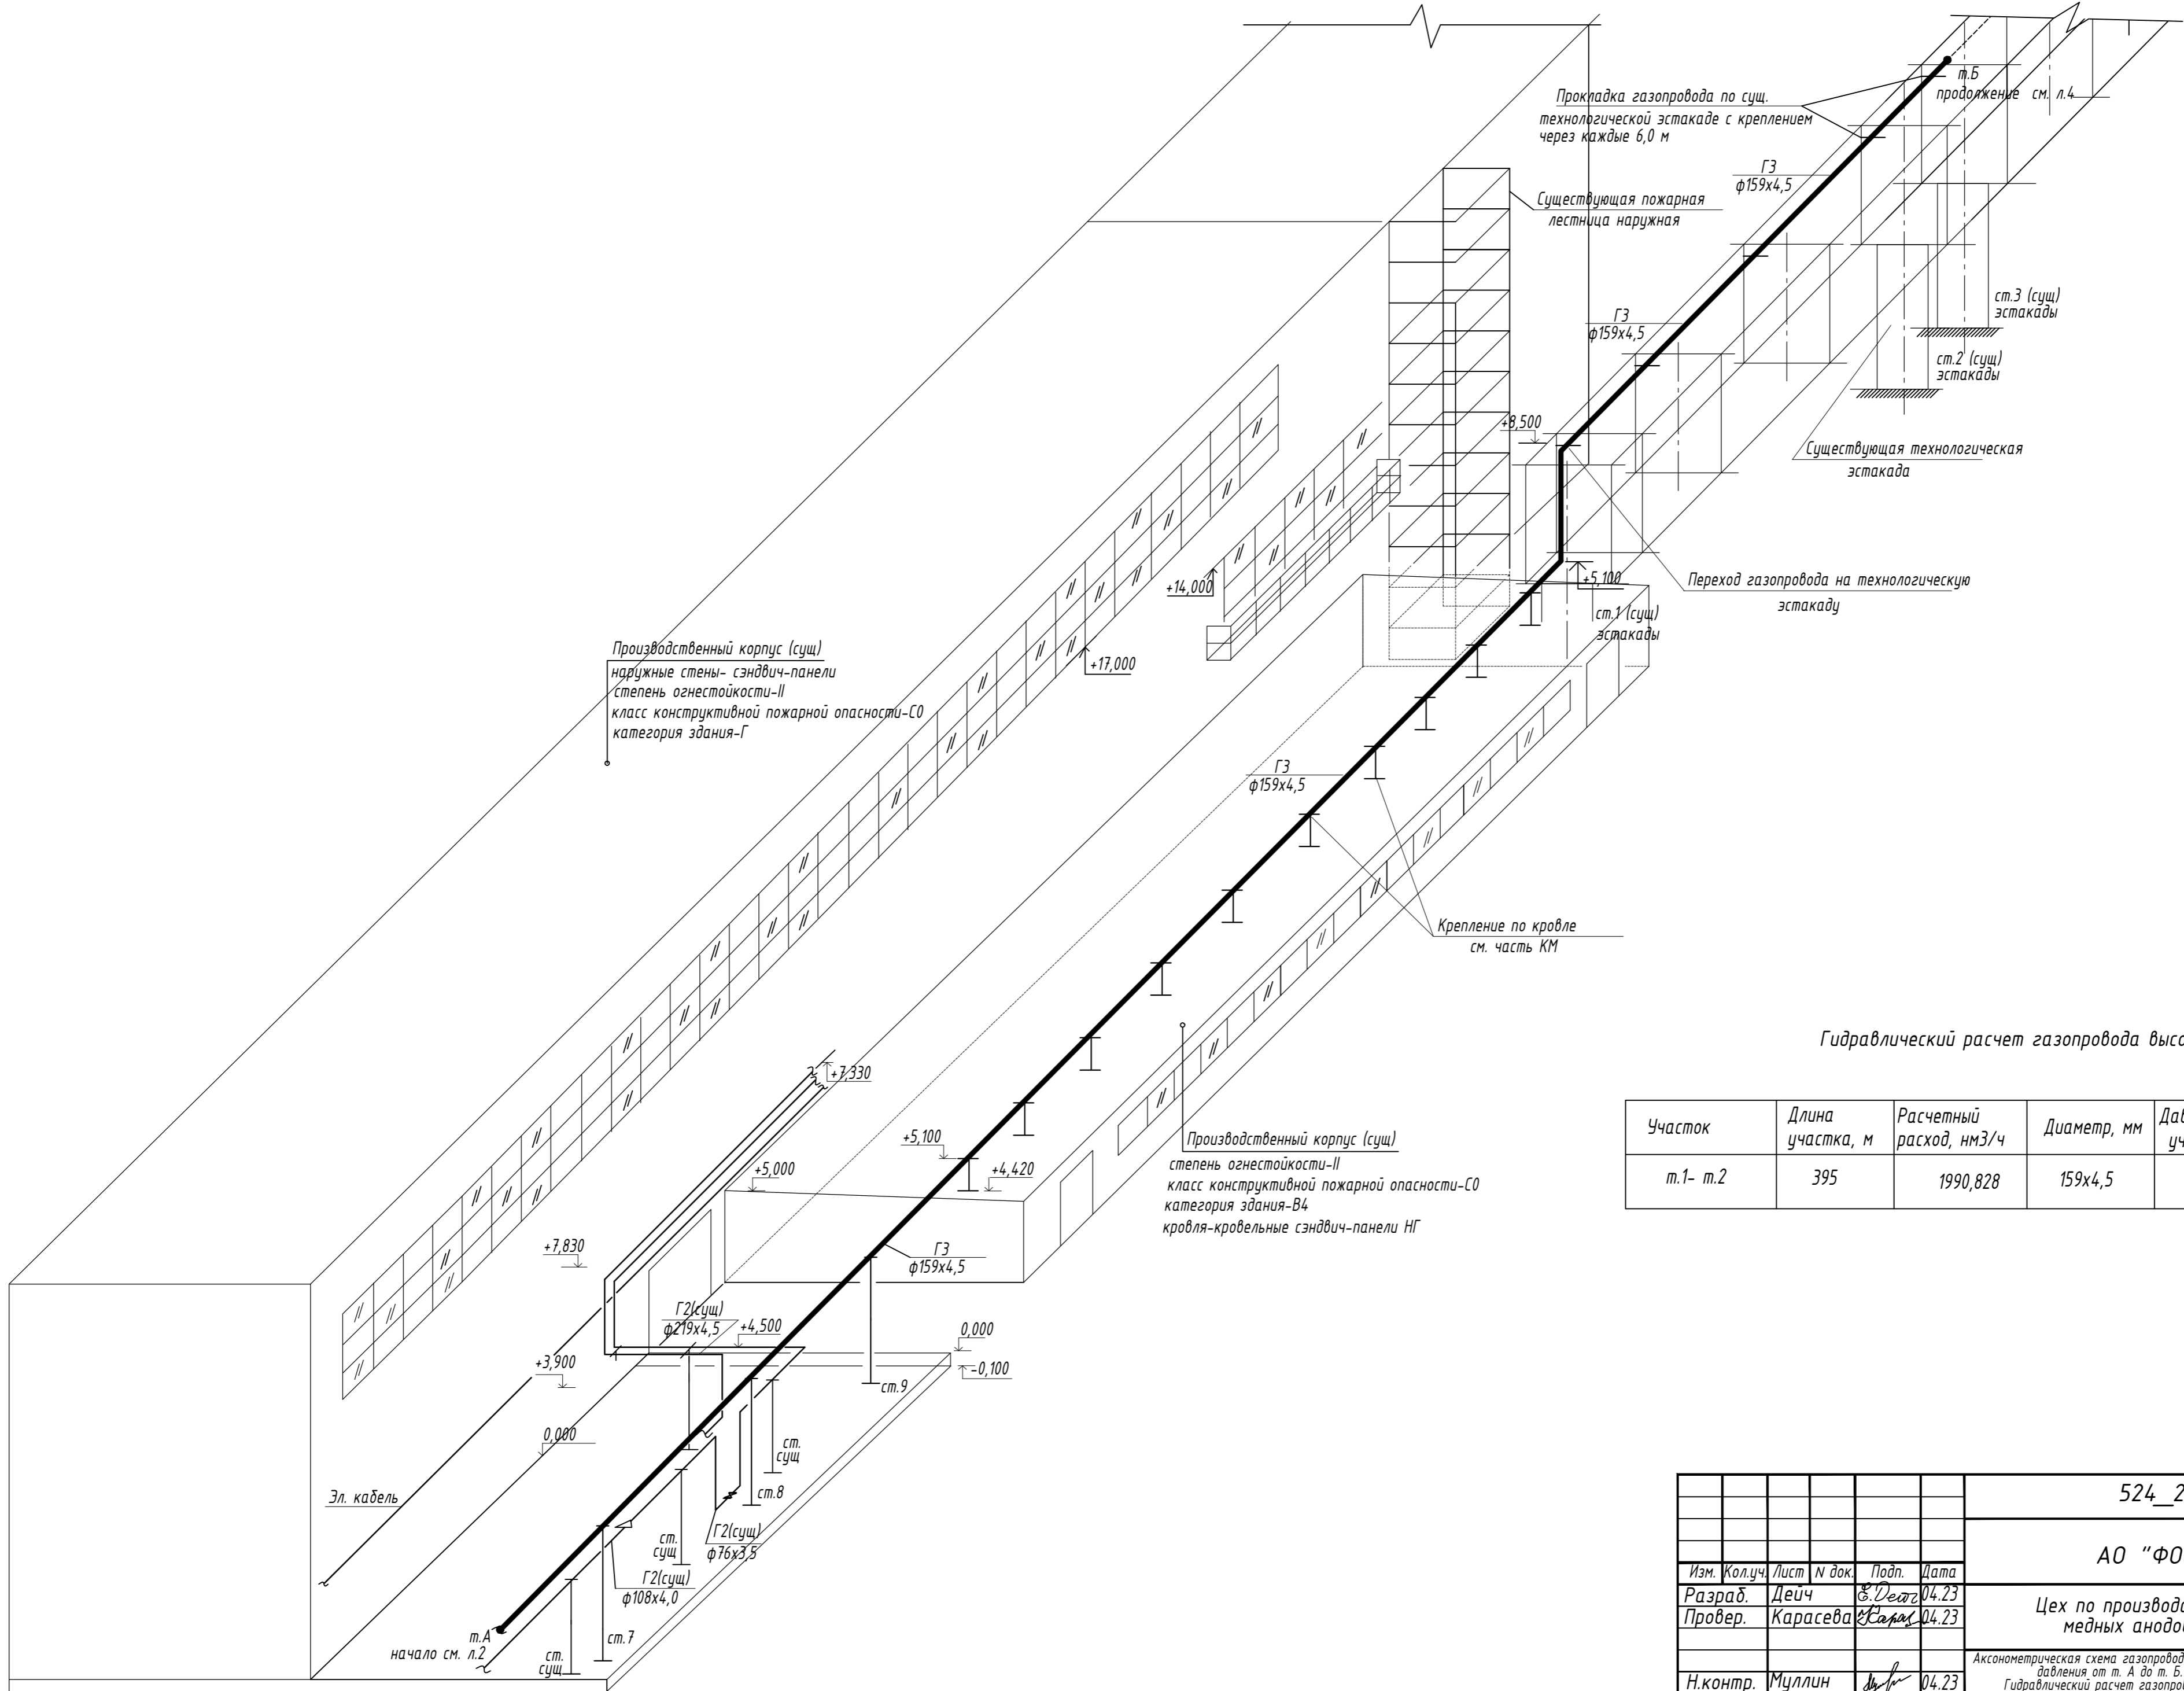 т.Б
продолжение см. л.4
Прокладка газопровода по сущ.
технологической эстакаде с креплением
через каждые 6,0 м
Г3
ф159х4,5
Существующая пожарная
лестница наружная
ст.3 (сущ)
эстакады
Г3
ф159х4,5
ст.2 (сущ)
эстакады
+8,500
Существующая технологическая
эстакада
+14,000
+5,100
Переход газопровода на технологическую
эстакаду
ст.1 (сущ)
эстакады
Производственный корпус (сущ)
наружные стены- сэндвич-панели
степень огнестойкости-II
класс конструктивной пожарной опасности-С0
категория здания-Г
+17,000
Г3
ф159х4,5
Крепление по кровле
см. часть КМ
Гидравлический расчет газопровода
+7,330
Участок
Длина
участка, м
Расчетный
расход, нм3/ч
Диаметр, мм
т.1- т.2
395
1990,828
159х4,5
+5,100
+5,000
+4,420
Производственный корпус (сущ)
степень огнестойкости-II
класс конструктивной пожарной опасности-С0
категория здания-В4
кровля-кровельные сэндвич-панели НГ
+7,830
Г3
ф159х4,5
Г2(сущ)
ф219х4,5
+4,500
0,000
-0,100
+3,900
ст.9
0,000
ст.
сущ
Эл. кабель
ст.8
ст.
сущ
Г2(сущ)
ф76х3,5
Г2(сущ)
ф108х4,0
т.А
начало см. л.2
ст.7
ст.
сущ
524_2
АО "ФО
Изм. Кол.уч. Лист N док. Подп. Дата
Разраб. Дейч 04.23
Провер. Карасева 04.23
Цех по
медных
Аксонометрическая схема
давления от т. А до т. Б.
Н.контр. Муллин 04.23
Гидравлический расчет